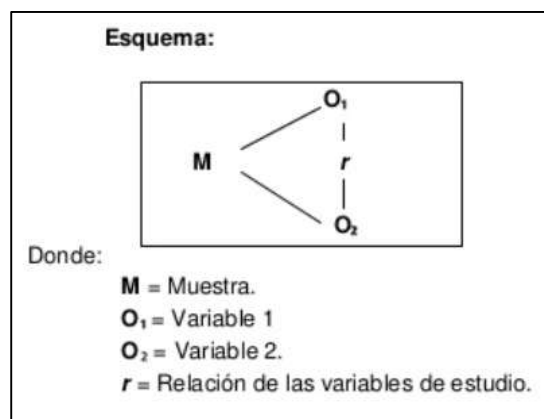 Esquema:
O₁
M
r
O₂
Donde:
M = Muestra.
O₁ = Variable 1
O₂ = Variable 2.
r = Relación de las variables de estudio.